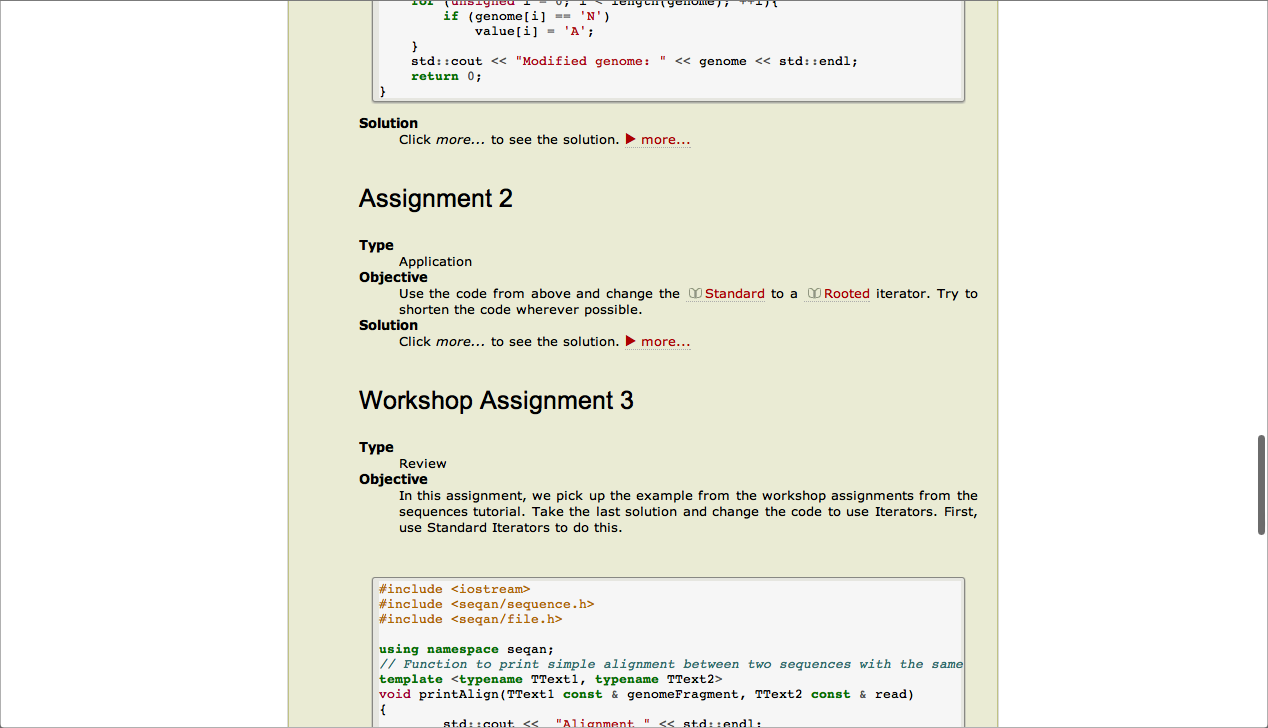 for (unsigned i = 0; i < length(genome); ++i){
if (genome[i] == 'N')
value[i] = 'A';
}
std::cout << "Modified genome: " << genome << std::endl;
return 0;
}
Solution
Click more... to see the solution. ▶ more...
Assignment 2
Type
Application
Objective
Use the code from above and change the Standard to a Rooted iterator. Try to
shorten the code wherever possible.
Solution
Click more... to see the solution. ▶ more...
Workshop Assignment 3
Type
Review
Objective
In this assignment, we pick up the example from the workshop assignments from the
sequences tutorial. Take the last solution and change the code to use Iterators. First,
use Standard Iterators to do this.
#include <iostream>
#include <seqan/sequence.h>
#include <seqan/file.h>
using namespace seqan;
// Function to print simple alignment between two sequences with the same
template <typename TText1, typename TText2>
void printAlign(TText1 const & genomeFragment, TText2 const & read)
{
std::cout << "Alignment " << std::endl;